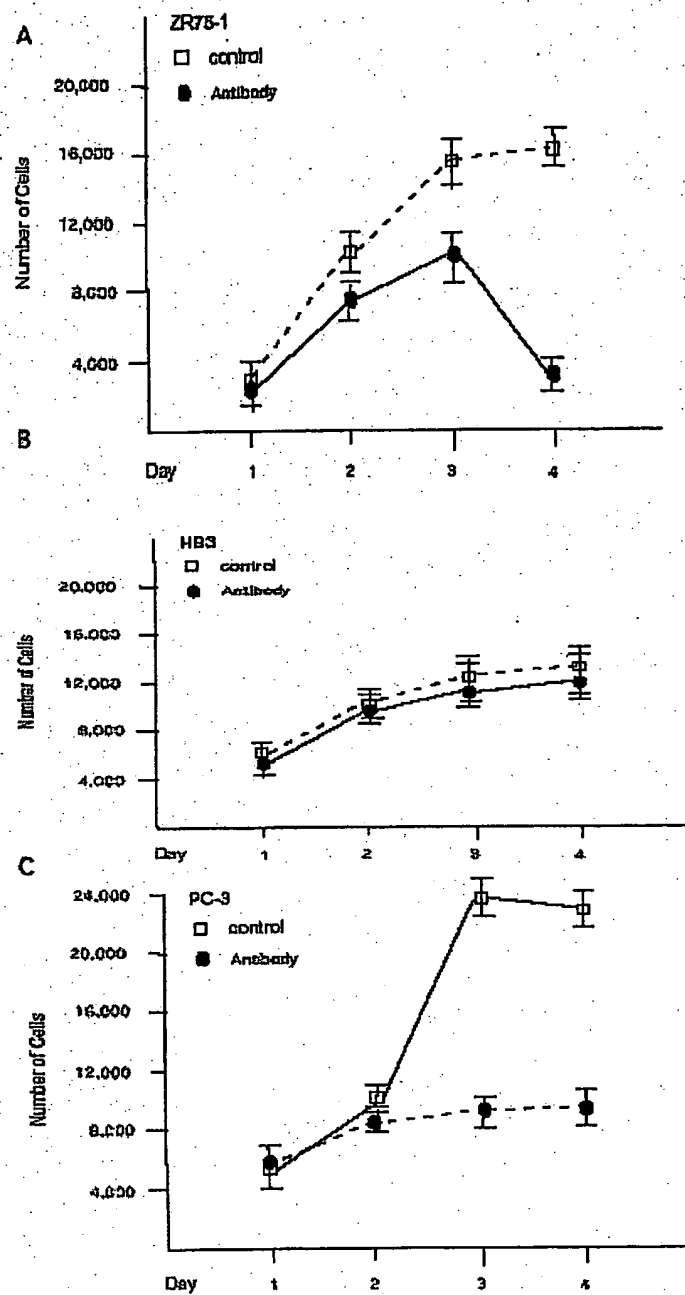 A
ZR75-1
control
Antibody
20,000
16,000
12,000
8,000
4,000
Number of Cells
Day 1 2 3 4
B
HB3
control
Antibody
20.000
16.000
12,000
8,000
4,000
Number of Cells
Day 1 2 3 4
C
PC-3
control
Antibody
24,000
20,000
16,000
12,000
8,000
4,000
Number of Cells
Day 1 2 3 4